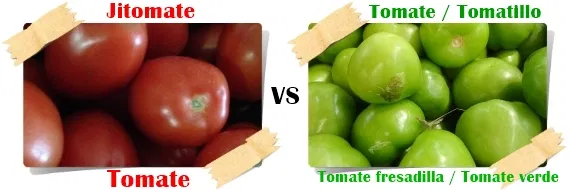 Jitomate
Tomate / Tomatillo
VS
Tomate
Tomate fresadilla / Tomate verde